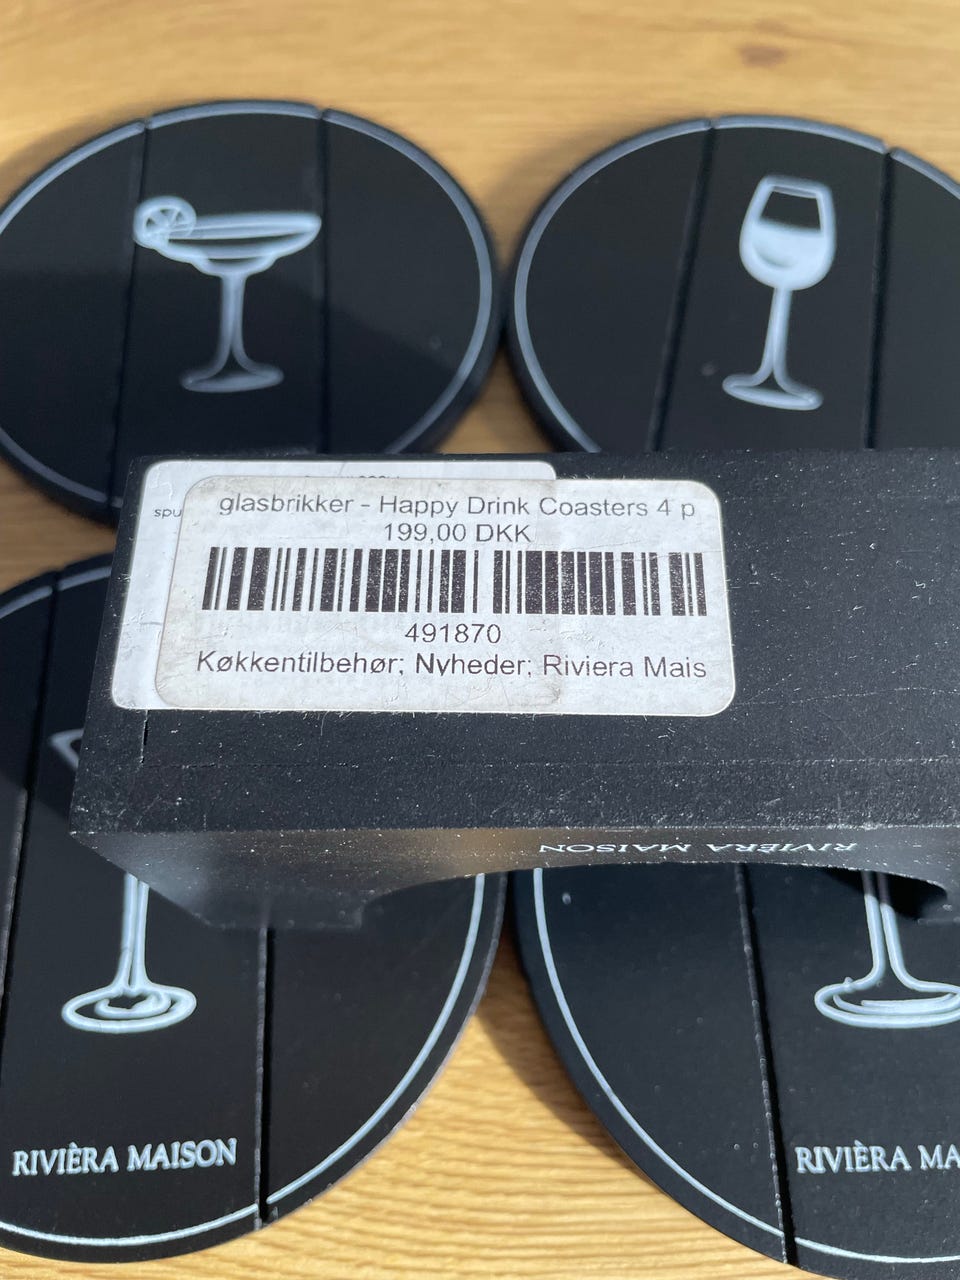 spu
glasbrikker - Happy Drink Coasters 4 p
199,00 DKK
491870
Køkkentilbehør; Nyheder; Riviera Mais
RIVIÈRA MAISON
RIVIÈRA MAISON
RIVIÈRA MA